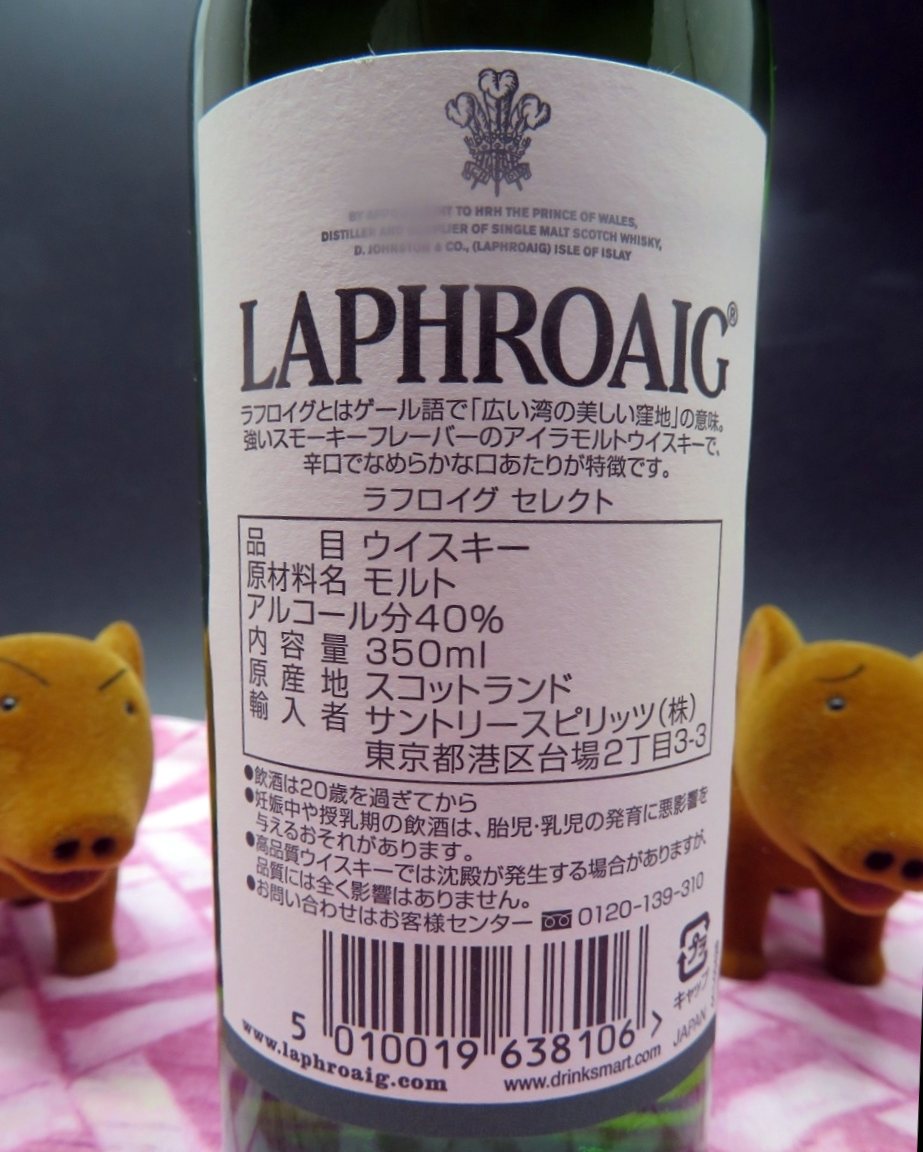 BY APPOINTMENT TO HRH THE PRINCE OF WALES,
DISTILLER AND SUPPLIER OF SINGLE MALT SCOTCH WHISKY,
D. JOHNSTON & CO., (LAPHROAIG) ISLE OF ISLAY
LAPHROAIG®
ラフロイグとはゲール語で「広い湾の美しい窪地」の意味。
強いスモーキーフレーバーのアイラモルトウイスキーで、
辛口でなめらかな口あたりが特徴です。
ラフロイグ セレクト
品目 ウイスキー
原材料名 モルト
アルコール分40%
内容量 350ml
原産地 スコットランド
輸入者 サントリースピリッツ(株)
東京都港区台場2丁目3-3
●飲酒は20歳を過ぎてから
●妊娠中や授乳期の飲酒は、胎児・乳児の発育に悪影響を
与えるおそれがあります。
●高品質ウイスキーでは沈殿が発生する場合がありますが、
品質には全く影響はありません。
●お問い合わせはお客様センター 0120-139-310
プラ
キャップ
5 010019 638106 >
JAPAN
www.laphroaig.com
www.drinksmart.com